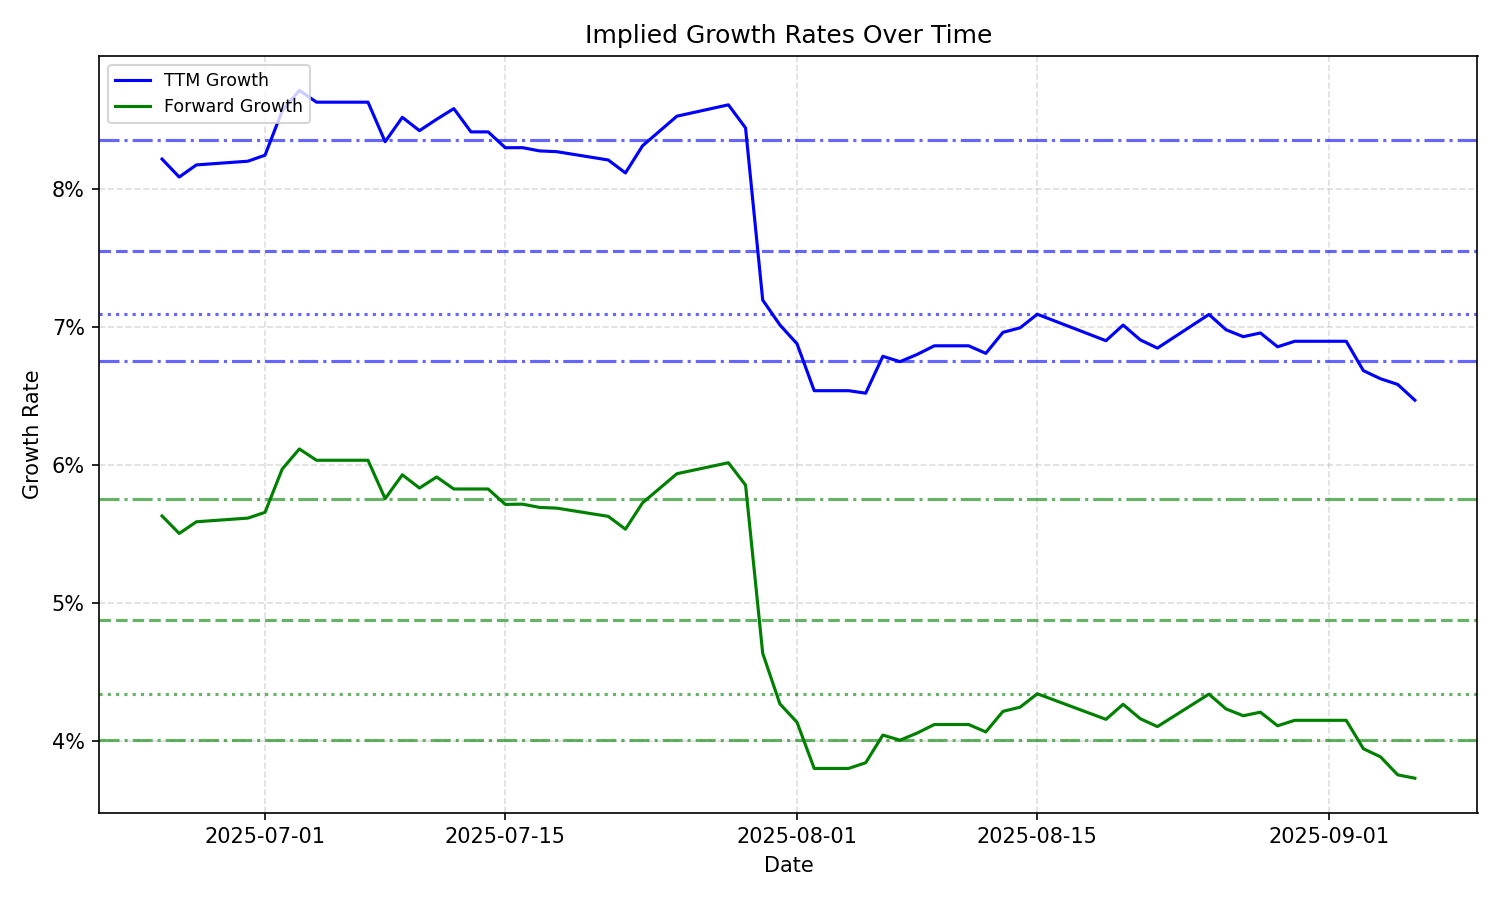 Implied Growth Rates Over Time
TTM Growth
Forward Growth
Growth Rate
8%
7%
6%
5%
4%
2025-07-01
2025-07-15
2025-08-01
2025-08-15
2025-09-01
Date